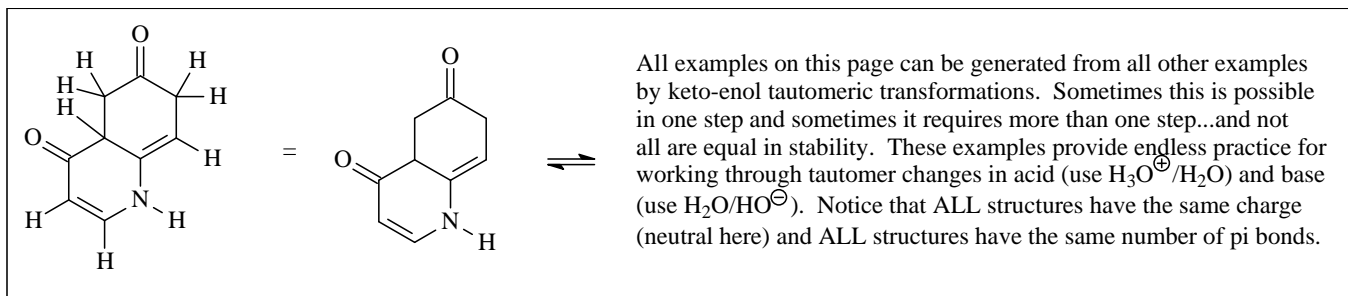 O
H
H
H
H
H
H
O
H
H
N
H
=
O
O
N
H
All examples on this page can be generated from all other examples
by keto-enol tautomeric transformations. Sometimes this is possible
in one step and sometimes it requires more than one step...and not
all are equal in stability. These examples provide endless practice for
working through tautomer changes in acid (use H₃O⊕/H₂O) and base
(use H₂O/HO⊖). Notice that ALL structures have the same charge
(neutral here) and ALL structures have the same number of pi bonds.